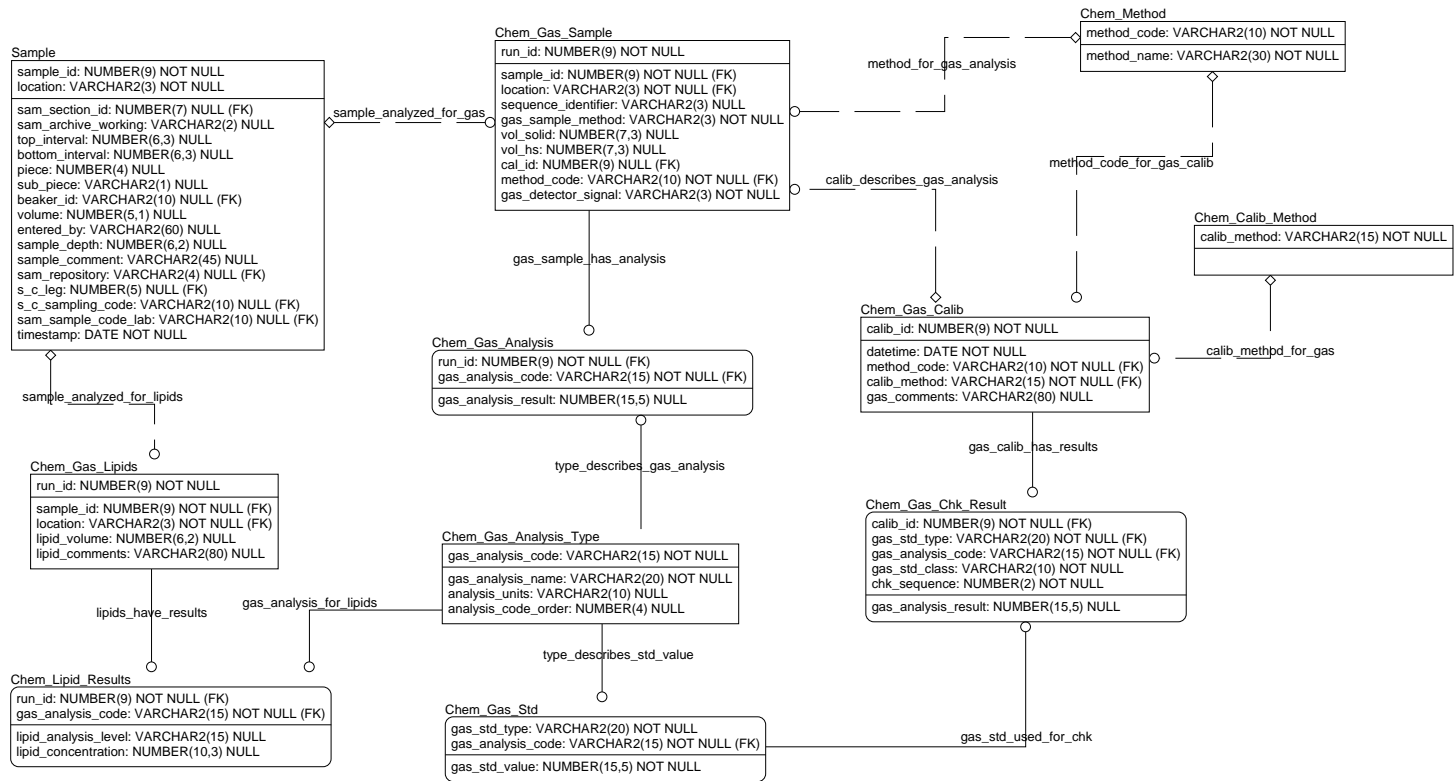 Sample
sample_id: NUMBER(9) NOT NULL
location: VARCHAR2(3) NOT NULL
sam_section_id: NUMBER(7) NULL (FK)
sam_archive_working: VARCHAR2(2) NULL
top_interval: NUMBER(6,3) NULL
bottom_interval: NUMBER(6,3) NULL
piece: NUMBER(4) NULL
sub_piece: VARCHAR2(1) NULL
beaker_id: VARCHAR2(10) NULL (FK)
volume: NUMBER(5,1) NULL
entered_by: VARCHAR2(60) NULL
sample_depth: NUMBER(6,2) NULL
sample_comment: VARCHAR2(45) NULL
sam_repository: VARCHAR2(4) NULL (FK)
s_c_leg: NUMBER(5) NULL (FK)
s_c_sampling_code: VARCHAR2(10) NULL (FK)
sam_sample_code_lab: VARCHAR2(10) NULL (FK)
timestamp: DATE NOT NULL
sample_analyzed_for_gas
Chem_Gas_Sample
run_id: NUMBER(9) NOT NULL
sample_id: NUMBER(9) NOT NULL (FK)
location: VARCHAR2(3) NOT NULL (FK)
sequence_identifier: VARCHAR2(3) NULL
gas_sample_method: VARCHAR2(3) NOT NULL
vol_solid: NUMBER(7,3) NULL
vol_hs: NUMBER(7,3) NULL
cal_id: NUMBER(9) NULL (FK)
method_code: VARCHAR2(10) NOT NULL (FK)
gas_detector_signal: VARCHAR2(3) NOT NULL
method_for_gas_analysis
Chem_Method
method_code: VARCHAR2(10) NOT NULL
method_name: VARCHAR2(30) NOT NULL
method_code_for_gas_calib
calib_describes_gas_analysis
Chem_Calib_Method
calib_method: VARCHAR2(15) NOT NULL
gas_sample_has_analysis
Chem_Gas_Calib
calib_id: NUMBER(9) NOT NULL
datetime: DATE NOT NULL
method_code: VARCHAR2(10) NOT NULL (FK)
calib_method: VARCHAR2(15) NOT NULL (FK)
gas_comments: VARCHAR2(80) NULL
calib_method_for_gas
Chem_Gas_Analysis
run_id: NUMBER(9) NOT NULL (FK)
gas_analysis_code: VARCHAR2(15) NOT NULL (FK)
gas_analysis_result: NUMBER(15,5) NULL
sample_analyzed_for_lipids
gas_calib_has_results
type_describes_gas_analysis
Chem_Gas_Lipids
run_id: NUMBER(9) NOT NULL
sample_id: NUMBER(9) NOT NULL (FK)
location: VARCHAR2(3) NOT NULL (FK)
lipid_volume: NUMBER(6,2) NULL
lipid_comments: VARCHAR2(80) NULL
Chem_Gas_Chk_Result
calib_id: NUMBER(9) NOT NULL (FK)
gas_std_type: VARCHAR2(20) NOT NULL (FK)
gas_analysis_code: VARCHAR2(15) NOT NULL (FK)
gas_std_class: VARCHAR2(10) NOT NULL
chk_sequence: NUMBER(2) NOT NULL
gas_analysis_result: NUMBER(15,5) NULL
Chem_Gas_Analysis_Type
gas_analysis_code: VARCHAR2(15) NOT NULL
gas_analysis_name: VARCHAR2(20) NOT NULL
analysis_units: VARCHAR2(10) NULL
analysis_code_order: NUMBER(4) NULL
gas_analysis_for_lipids
lipids_have_results
type_describes_std_value
Chem_Lipid_Results
run_id: NUMBER(9) NOT NULL (FK)
gas_analysis_code: VARCHAR2(15) NOT NULL (FK)
lipid_analysis_level: VARCHAR2(15) NULL
lipid_concentration: NUMBER(10,3) NULL
Chem_Gas_Std
gas_std_type: VARCHAR2(20) NOT NULL
gas_analysis_code: VARCHAR2(15) NOT NULL (FK)
gas_std_value: NUMBER(15,5) NOT NULL
gas_std_used_for_chk